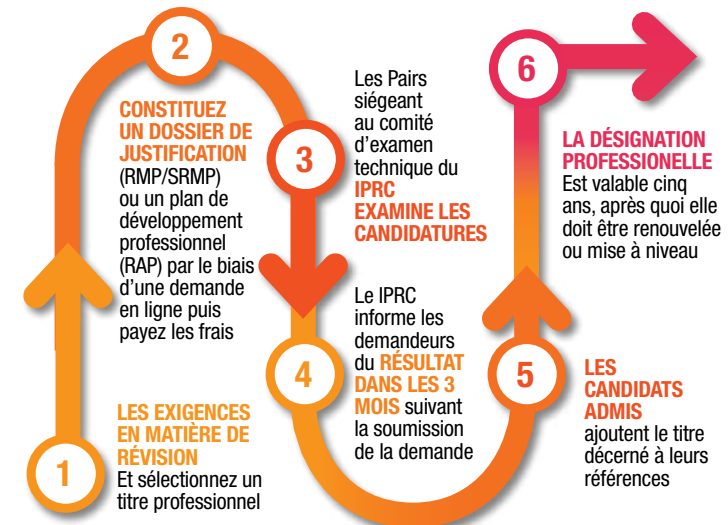 1
LES EXIGENCES
EN MATIÈRE DE
RÉVISION
Et sélectionnez un
titre professionnel
2
CONSTITUEZ
UN DOSSIER DE
JUSTIFICATION
(RMP/SRMP)
ou un plan de
développement
professionnel
(RAP) par le biais
d'une demande
en ligne puis
payez les frais
3
Les Pairs
siégeant
au comité
d'examen
technique du
IPRC
EXAMINE LES
CANDIDATURES
4
Le IPRC
informe les
demandeurs
du RÉSULTAT
DANS LES 3
MOIS suivant
la soumission
de la demande
5
LES
CANDIDATS
ADMIS
ajoutent le titre
décerné à leurs
références
6
LA DÉSIGNATION
PROFESSIONELLE
Est valable cinq
ans, après quoi elle
doit être renouvelée
ou mise à niveau